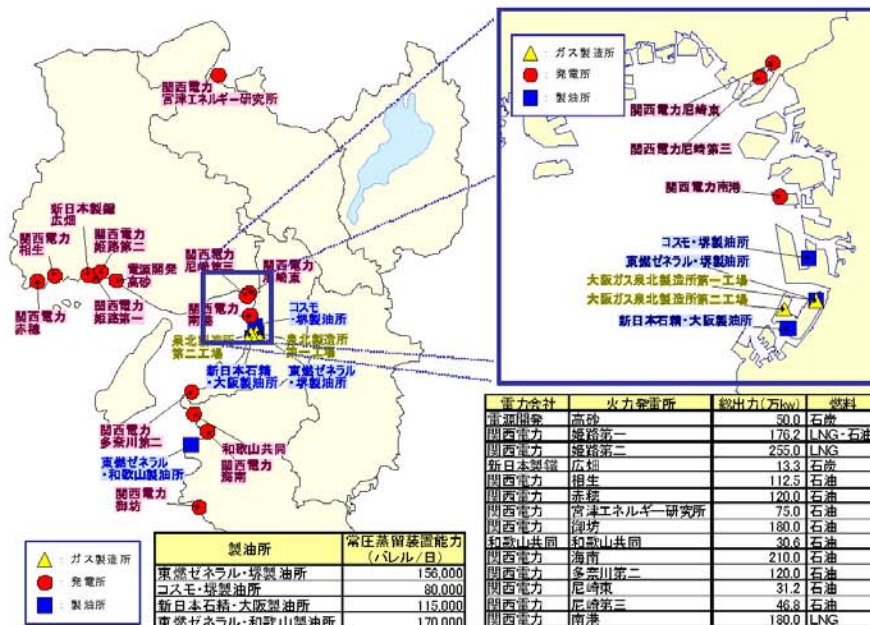 関西電力
宮津エネルギー研究所
新日本製鐵
広畑
関西電力
相生
関西電力
姫路第二
電源開発
高砂
関西電力
赤穂
関西電力
姫路第一
関西電力
尼崎第三
関西電力
尼崎東
関西電力
南港
コスモ
・堺製油所
泉北製造所
第二工場
泉北製造所
第一工場
新日本石精
・大阪製油所
東燃ゼネラル
・堺製油所
関西電力
多奈川第二
和歌山共同
関西電力
海南
東燃ゼネラル
・和歌山製油所
関西電力
御坊
: ガス製造所
: 発電所
: 製油所
製油所 常圧蒸留装置能力
(バレル/日)
東燃ゼネラル・堺製油所 156,000
コスモ・堺製油所 80,000
新日本石精・大阪製油所 115,000
東燃ゼネラル・和歌山製油所 170,000
: ガス製造所
: 発電所
: 製油所
関西電力尼崎東
関西電力尼崎第三
関西電力南港
コスモ・堺製油所
東燃ゼネラル・堺製油所
大阪ガス泉北製造所第一工場
大阪ガス泉北製造所第二工場
新日本石精・大阪製油所
電力会社 火力発電所 総出力(万kw) 燃料
電源開発 高砂 50.0 石炭
関西電力 姫路第一 176.2 LNG・石油
関西電力 姫路第二 255.0 LNG
新日本製鐵 広畑 13.3 石炭
関西電力 相生 112.5 石油
関西電力 赤穂 120.0 石油
関西電力 宮津エネルギー研究所 75.0 石油
関西電力 御坊 180.0 石油
和歌山共同 和歌山共同 30.6 石油
関西電力 海南 210.0 石油
関西電力 多奈川第二 120.0 石油
関西電力 尼崎東 31.2 石油
関西電力 尼崎第三 46.8 石油
関西電力 南港 180.0 LNG